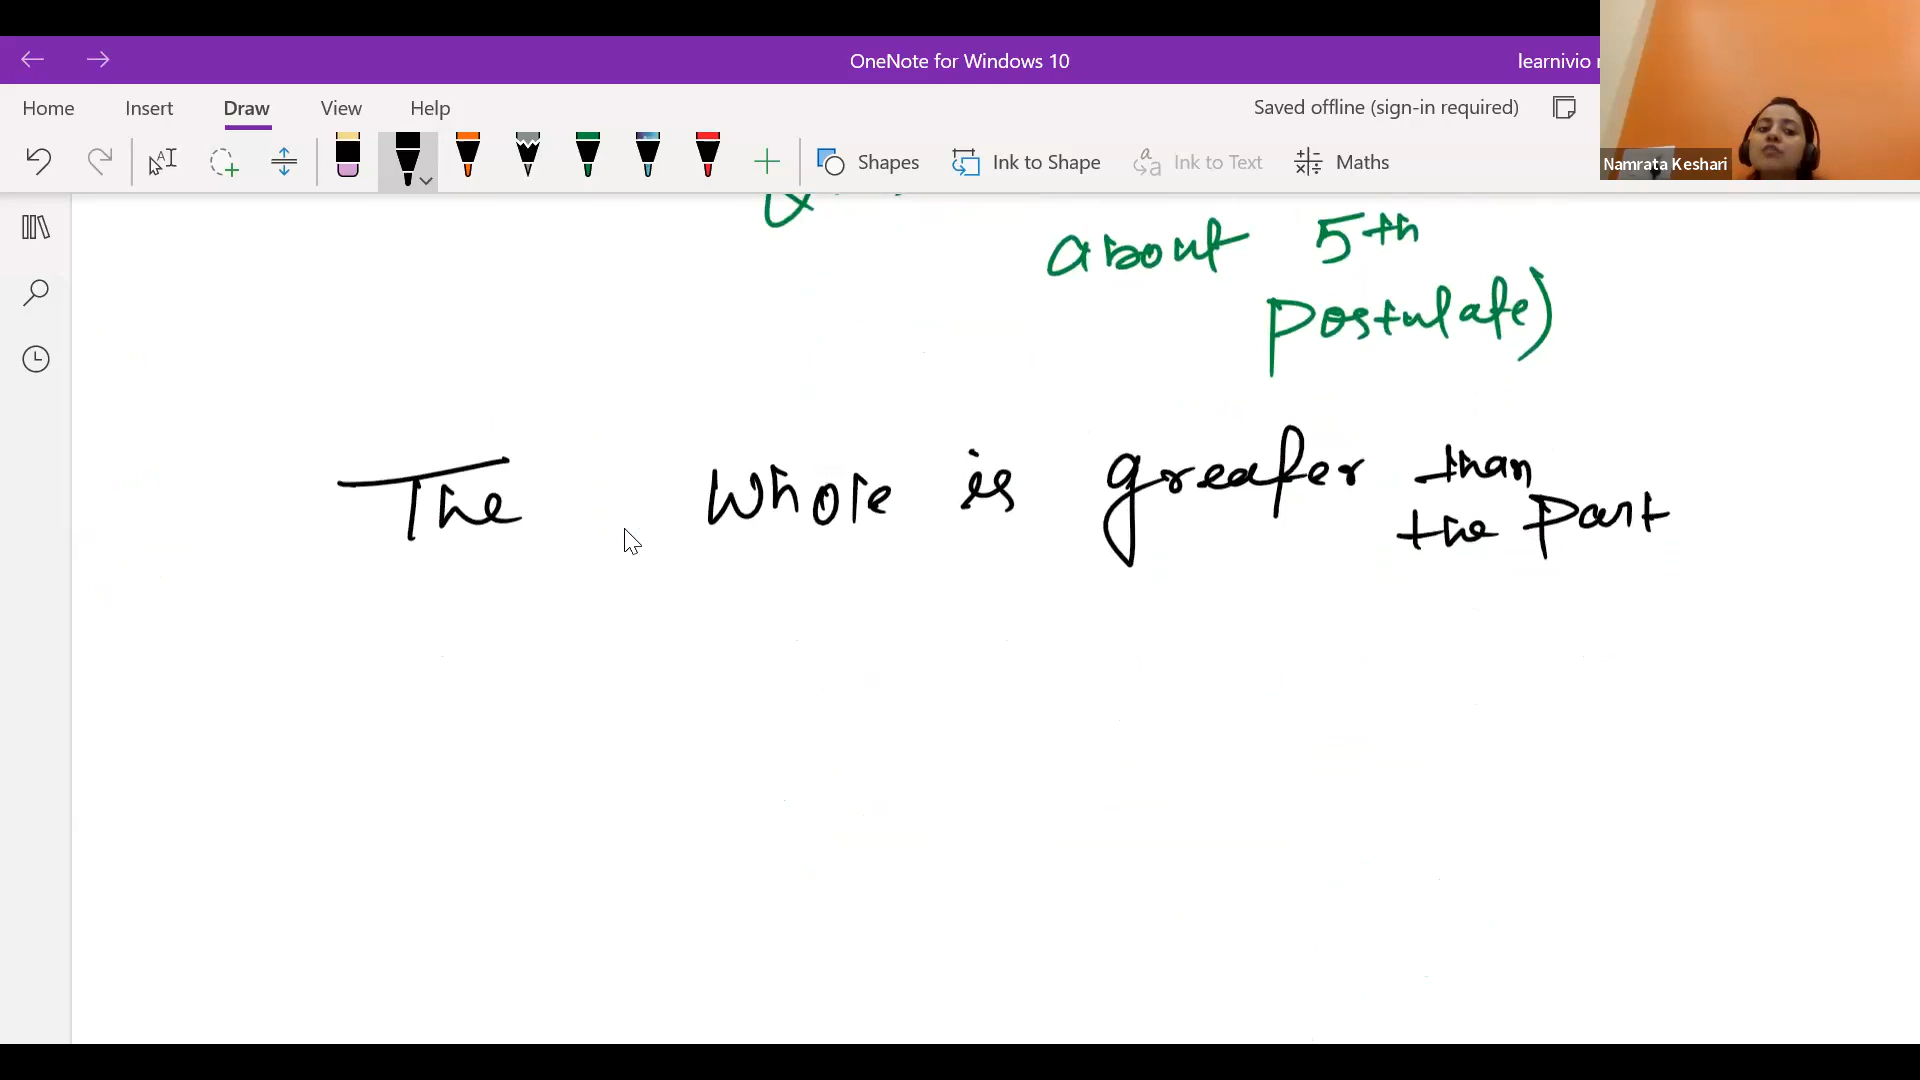 OneNote for Windows 10
learnivio
Home Insert Draw View Help
Saved offline (sign-in required)
Shapes Ink to Shape Ink to Text Maths
Namrata Keshari
about 5th
postulate)
The whole is greater than
the part